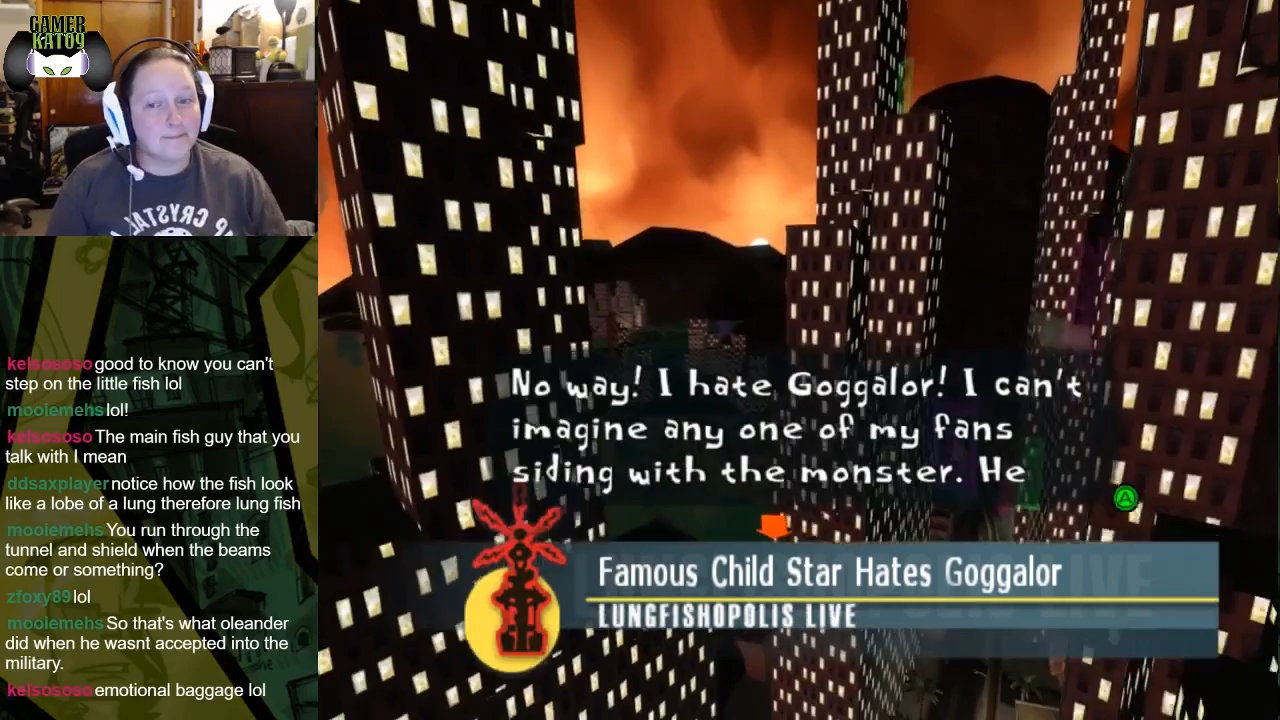 GAMER
KAT09
kelsososo good to know you can't
step on the little fish lol
mooiemehs lol!
kelsososo The main fish guy that you
talk with I mean
ddsaxplayer notice how the fish look
like a lobe of a lung therefore lung fish
mooiemehs You run through the
tunnel and shield when the beams
come or something?
zfoxy89 lol
mooiemehs So that's what oleander
did when he wasnt accepted into the
military.
kelsososo emotional baggage lol
No way! I hate Goggalor! I can't
imagine any one of my fans
siding with the monster. He
A
Famous Child Star Hates Goggalor
LUNGFISHOPOLIS LIVE